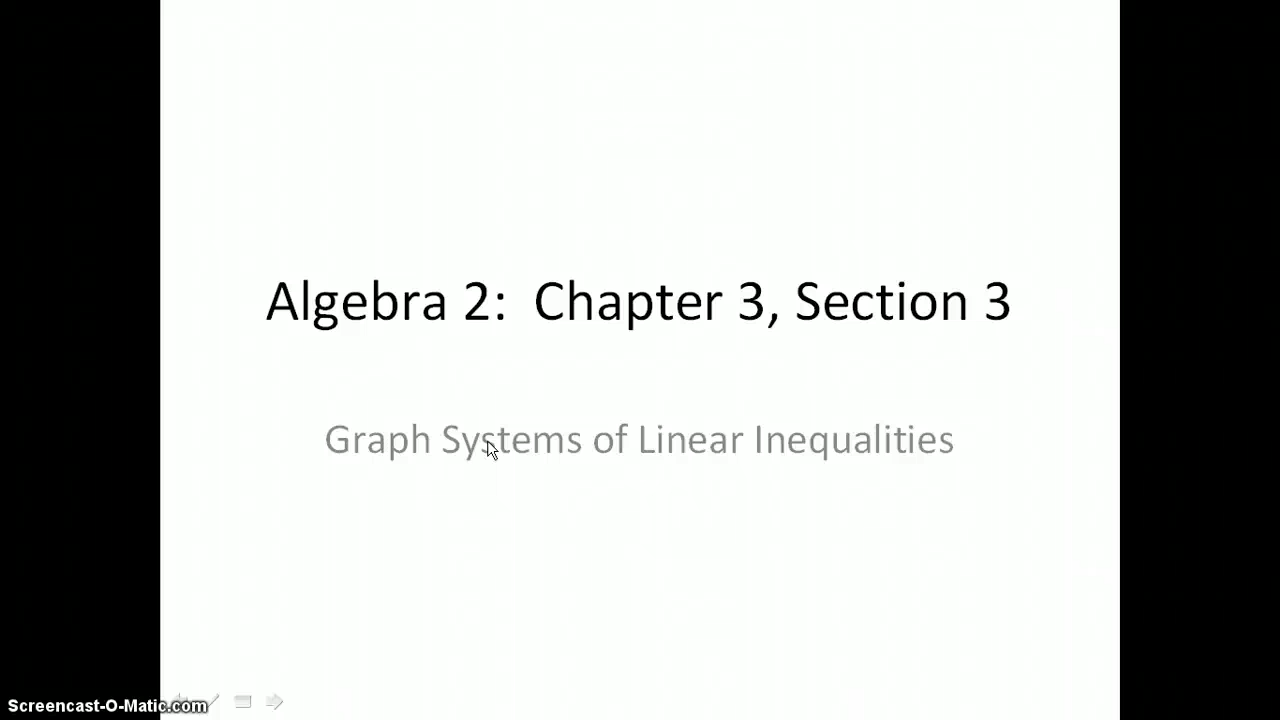 Algebra 2:  Chapter 3, Section 3
Graph Systems of Linear Inequalities
Screencast-O-Matic.com